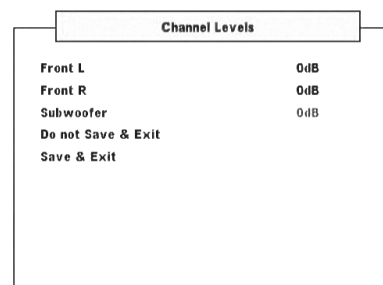 Channel Levels
Front L 0dB
Front R 0dB
Subwoofer 0dB
Do not Save & Exit
Save & Exit